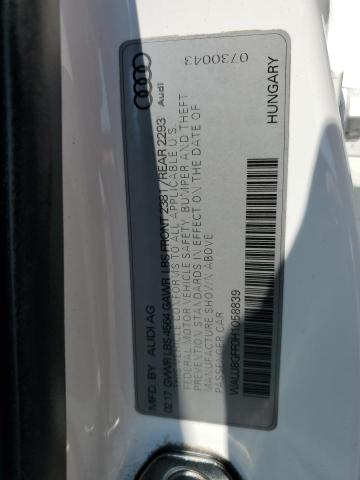 Audi
0730043
MFD BY AUDI AG
02/17 GVWR LBS 4564 GAWR LBS FRONT 2381/REAR 2293
THIS VEHICLE CONFORMS TO ALL APPLICABLE U.S.
FEDERAL MOTOR VEHICLE SAFETY, BUMPER AND THEFT
PREVENTION STANDARDS IN EFFECT ON THE DATE OF
MANUFACTURE SHOWN ABOVE
PASSENGER CAR
HUNGARY